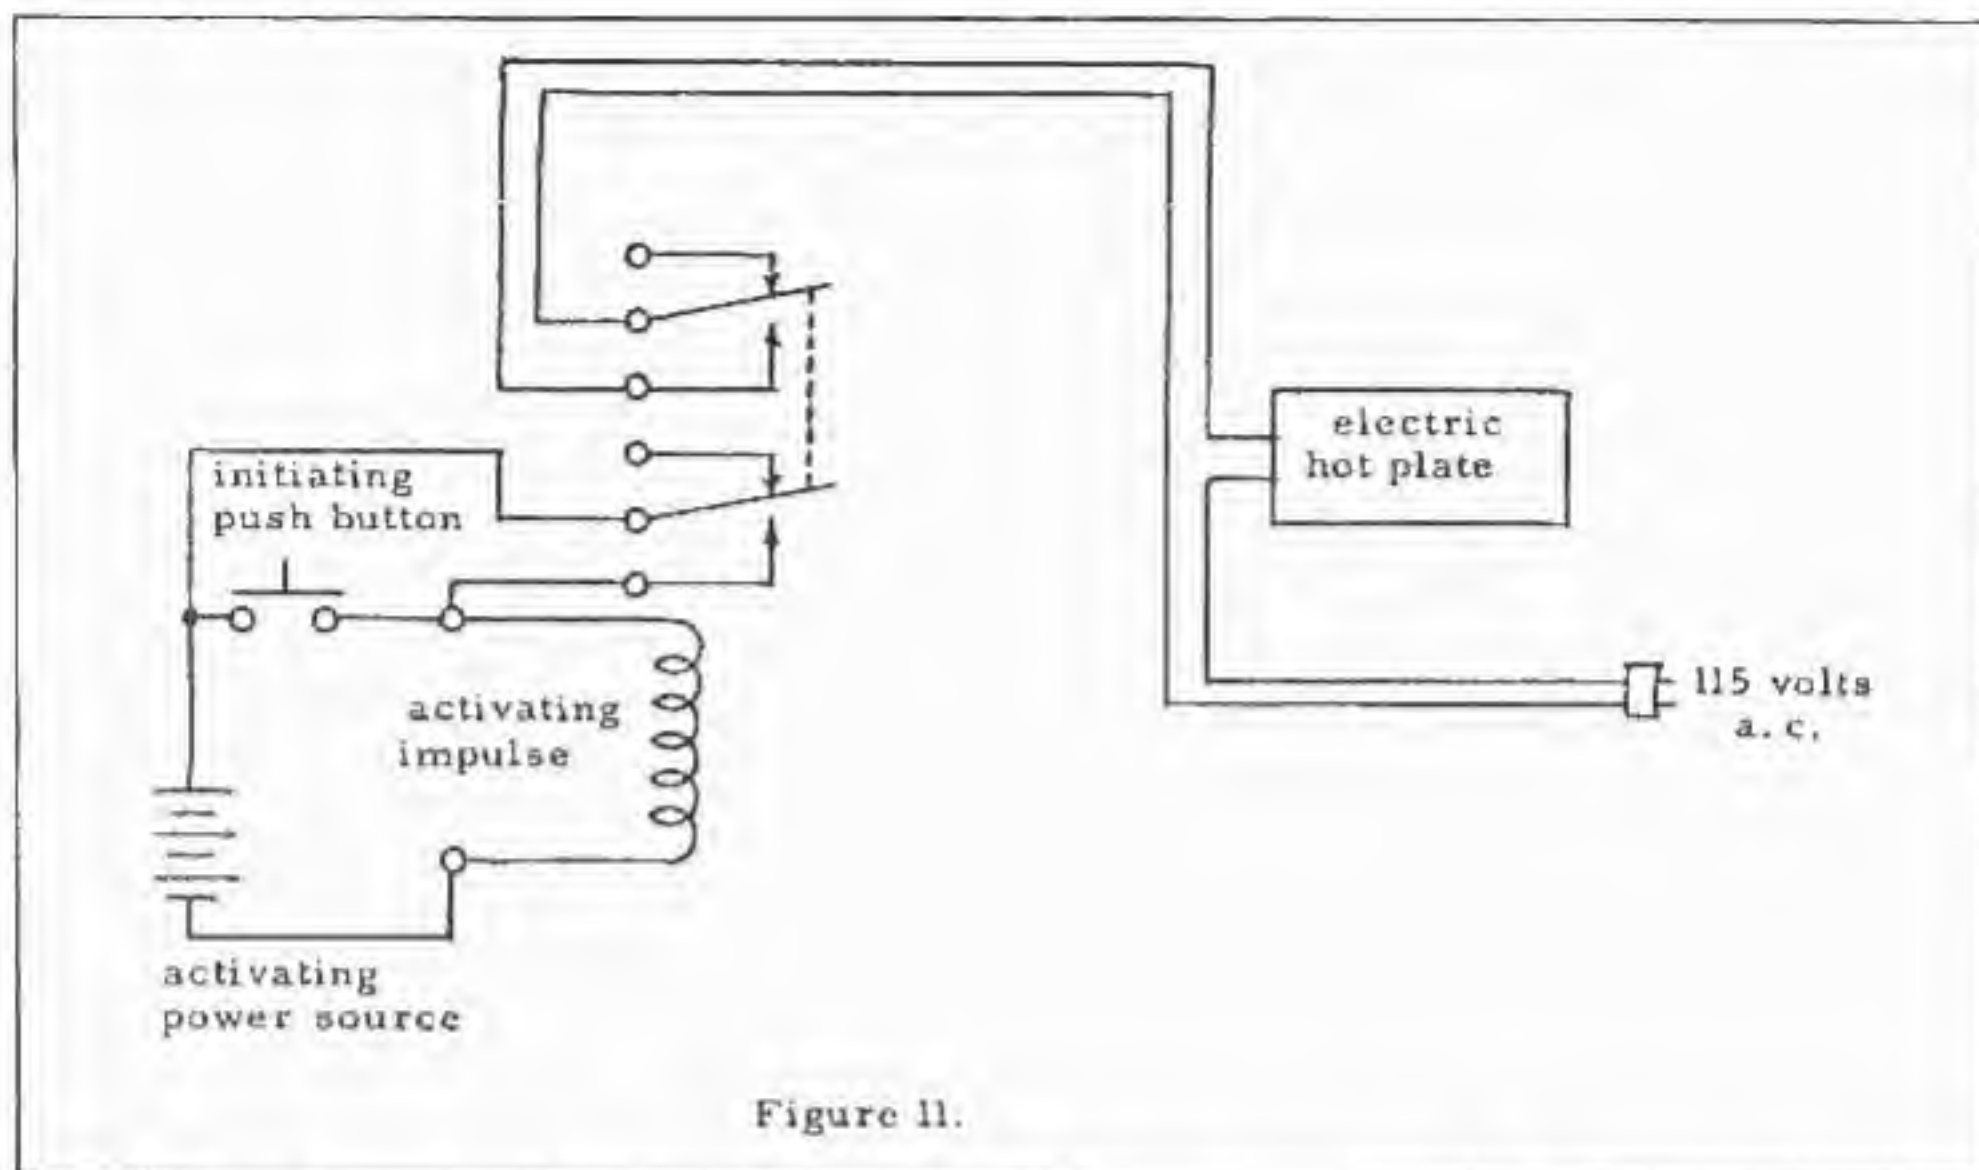 initiating
push button
electric
hot plate
activating
impulse
115 volts
a. c.
activating
power source
Figure 11.